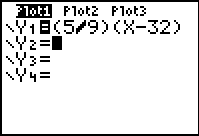 Plot1 Plot2 Plot3
\Y₁=(5/9)(X-32)
\Y₂=
\Y₃=
\Y₄=